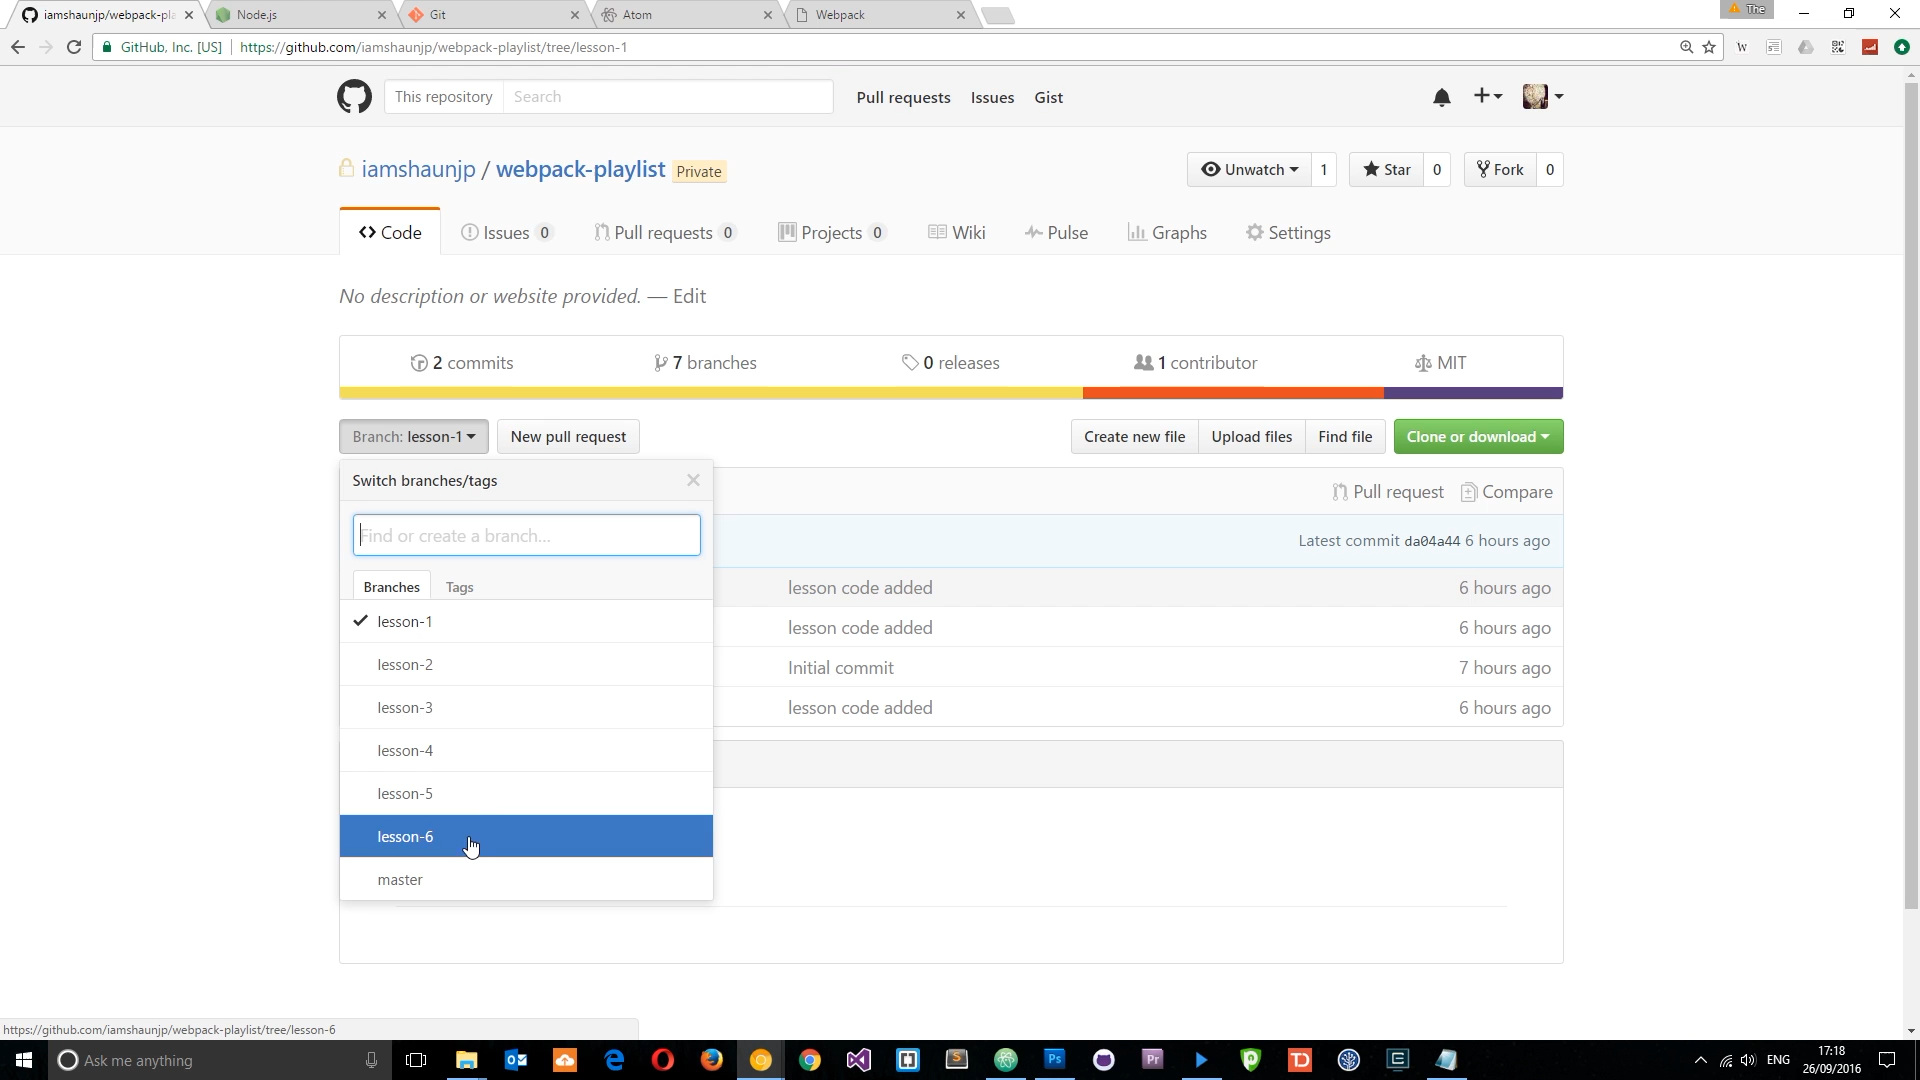 iamshaunjp/webpack-pla
Node.js
Git
Atom
Webpack
The
GitHub, Inc. [US]
https://github.com/iamshaunjp/webpack-playlist/tree/lesson-1
This repository
Search
Pull requests
Issues
Gist
iamshaunjp / webpack-playlist
Private
Unwatch
1
Star
0
Fork
0
Code
Issues 0
Pull requests 0
Projects 0
Wiki
Pulse
Graphs
Settings
No description or website provided. — Edit
2 commits
7 branches
0 releases
1 contributor
MIT
Branch: lesson-1
New pull request
Create new file
Upload files
Find file
Clone or download
Switch branches/tags
Pull request
Compare
Find or create a branch...
Latest commit da04a44 6 hours ago
Branches
Tags
lesson code added
6 hours ago
lesson-1
lesson code added
6 hours ago
lesson-2
Initial commit
7 hours ago
lesson-3
lesson code added
6 hours ago
lesson-4
lesson-5
lesson-6
master
https://github.com/iamshaunjp/webpack-playlist/tree/lesson-6
Ask me anything
Ps
Pr
ENG
17:18
26/09/2016